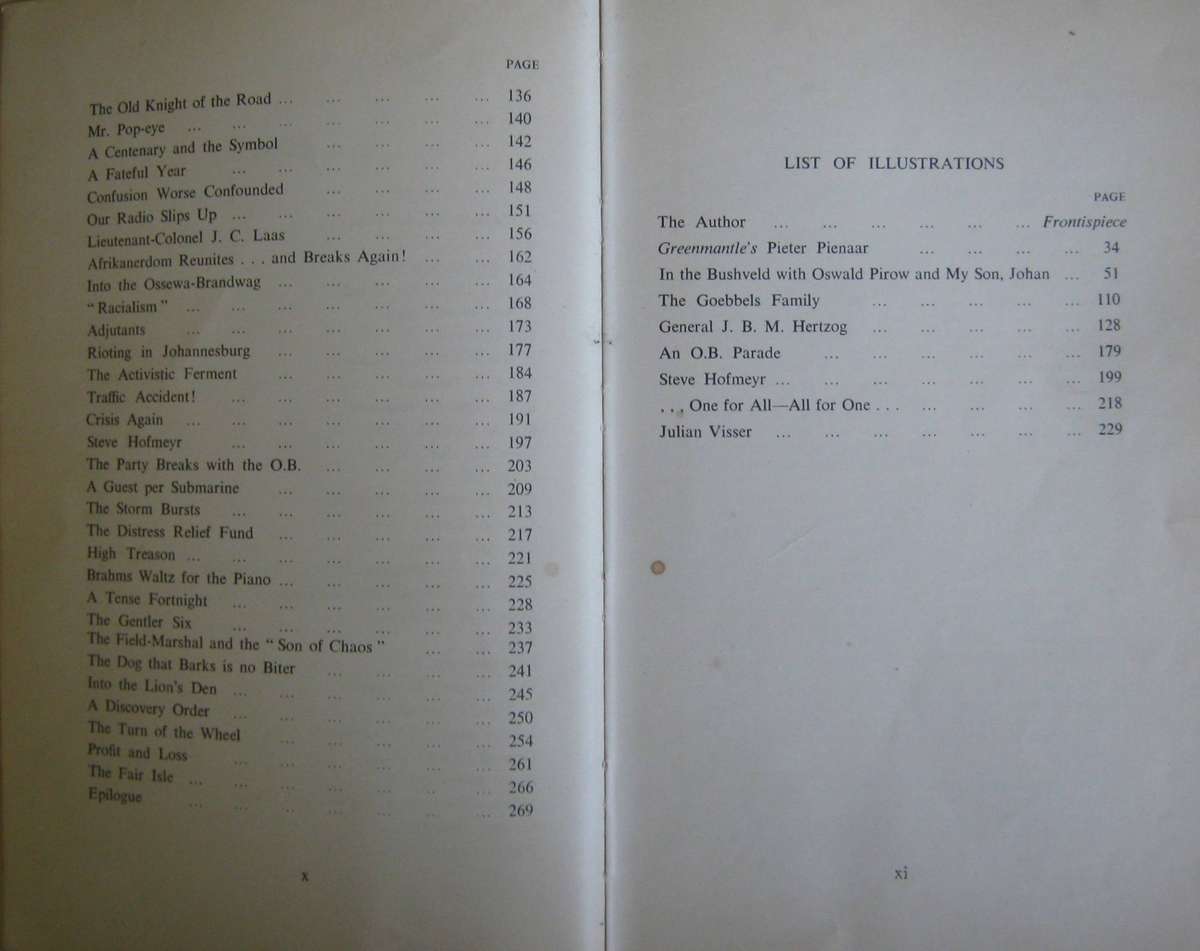 PAGE
The Old Knight of the Road ... ... ... ... ... 136
Mr. Pop-eye ... ... ... ... ... ... ... 140
A Centenary and the Symbol ... ... ... ... 142
A Fateful Year ... ... ... ... ... ... 146
Confusion Worse Confounded ... ... ... ... 148
Our Radio Slips Up ... ... ... ... ... ... 151
Lieutenant-Colonel J. C. Laas ... ... ... ... 156
Afrikanerdom Reunites . . . and Breaks Again! ... ... 162
Into the Ossewa-Brandwag ... ... ... ... ... 164
“Racialism” ... ... ... ... ... ... ... 168
Adjutants ... ... ... ... ... ... ... 173
Rioting in Johannesburg ... ... ... ... ... 177
The Activistic Ferment ... ... ... ... ... 184
Traffic Accident! ... ... ... ... ... ... 187
Crisis Again ... ... ... ... ... ... ... 191
Steve Hofmeyr ... ... ... ... ... ... 197
The Party Breaks with the O.B. ... ... ... ... 203
A Guest per Submarine ... ... ... ... ... 209
The Storm Bursts ... ... ... ... ... ... 213
The Distress Relief Fund ... ... ... ... ... 217
High Treason ... ... ... ... ... ... ... 221
Brahms Waltz for the Piano ... ... ... ... ... 225
A Tense Fortnight ... ... ... ... ... ... 228
The Gentler Six ... ... ... ... ... ... 233
The Field-Marshal and the “Son of Chaos” ... ... 237
The Dog that Barks is no Biter ... ... ... ... 241
Into the Lion's Den ... ... ... ... ... ... 245
A Discovery Order ... ... ... ... ... ... 250
The Turn of the Wheel ... ... ... ... ... 254
Profit and Loss ... ... ... ... ... ... 261
The Fair Isle ... ... ... ... ... ... ... 266
Epilogue ... ... ... ... ... ... ... 269
x
LIST OF ILLUSTRATIONS
PAGE
The Author ... ... ... ... ... ... Frontispiece
Greenmantle's Pieter Pienaar ... ... ... ... 34
In the Bushveld with Oswald Pirow and My Son, Johan ... 51
The Goebbels Family ... ... ... ... ... 110
General J. B. M. Hertzog ... ... ... ... ... 128
An O.B. Parade ... ... ... ... ... ... 179
Steve Hofmeyr ... ... ... ... ... ... ... 199
. . . One for All—All for One . . . ... ... ... ... 218
Julian Visser ... ... ... ... ... ... ... 229
xi